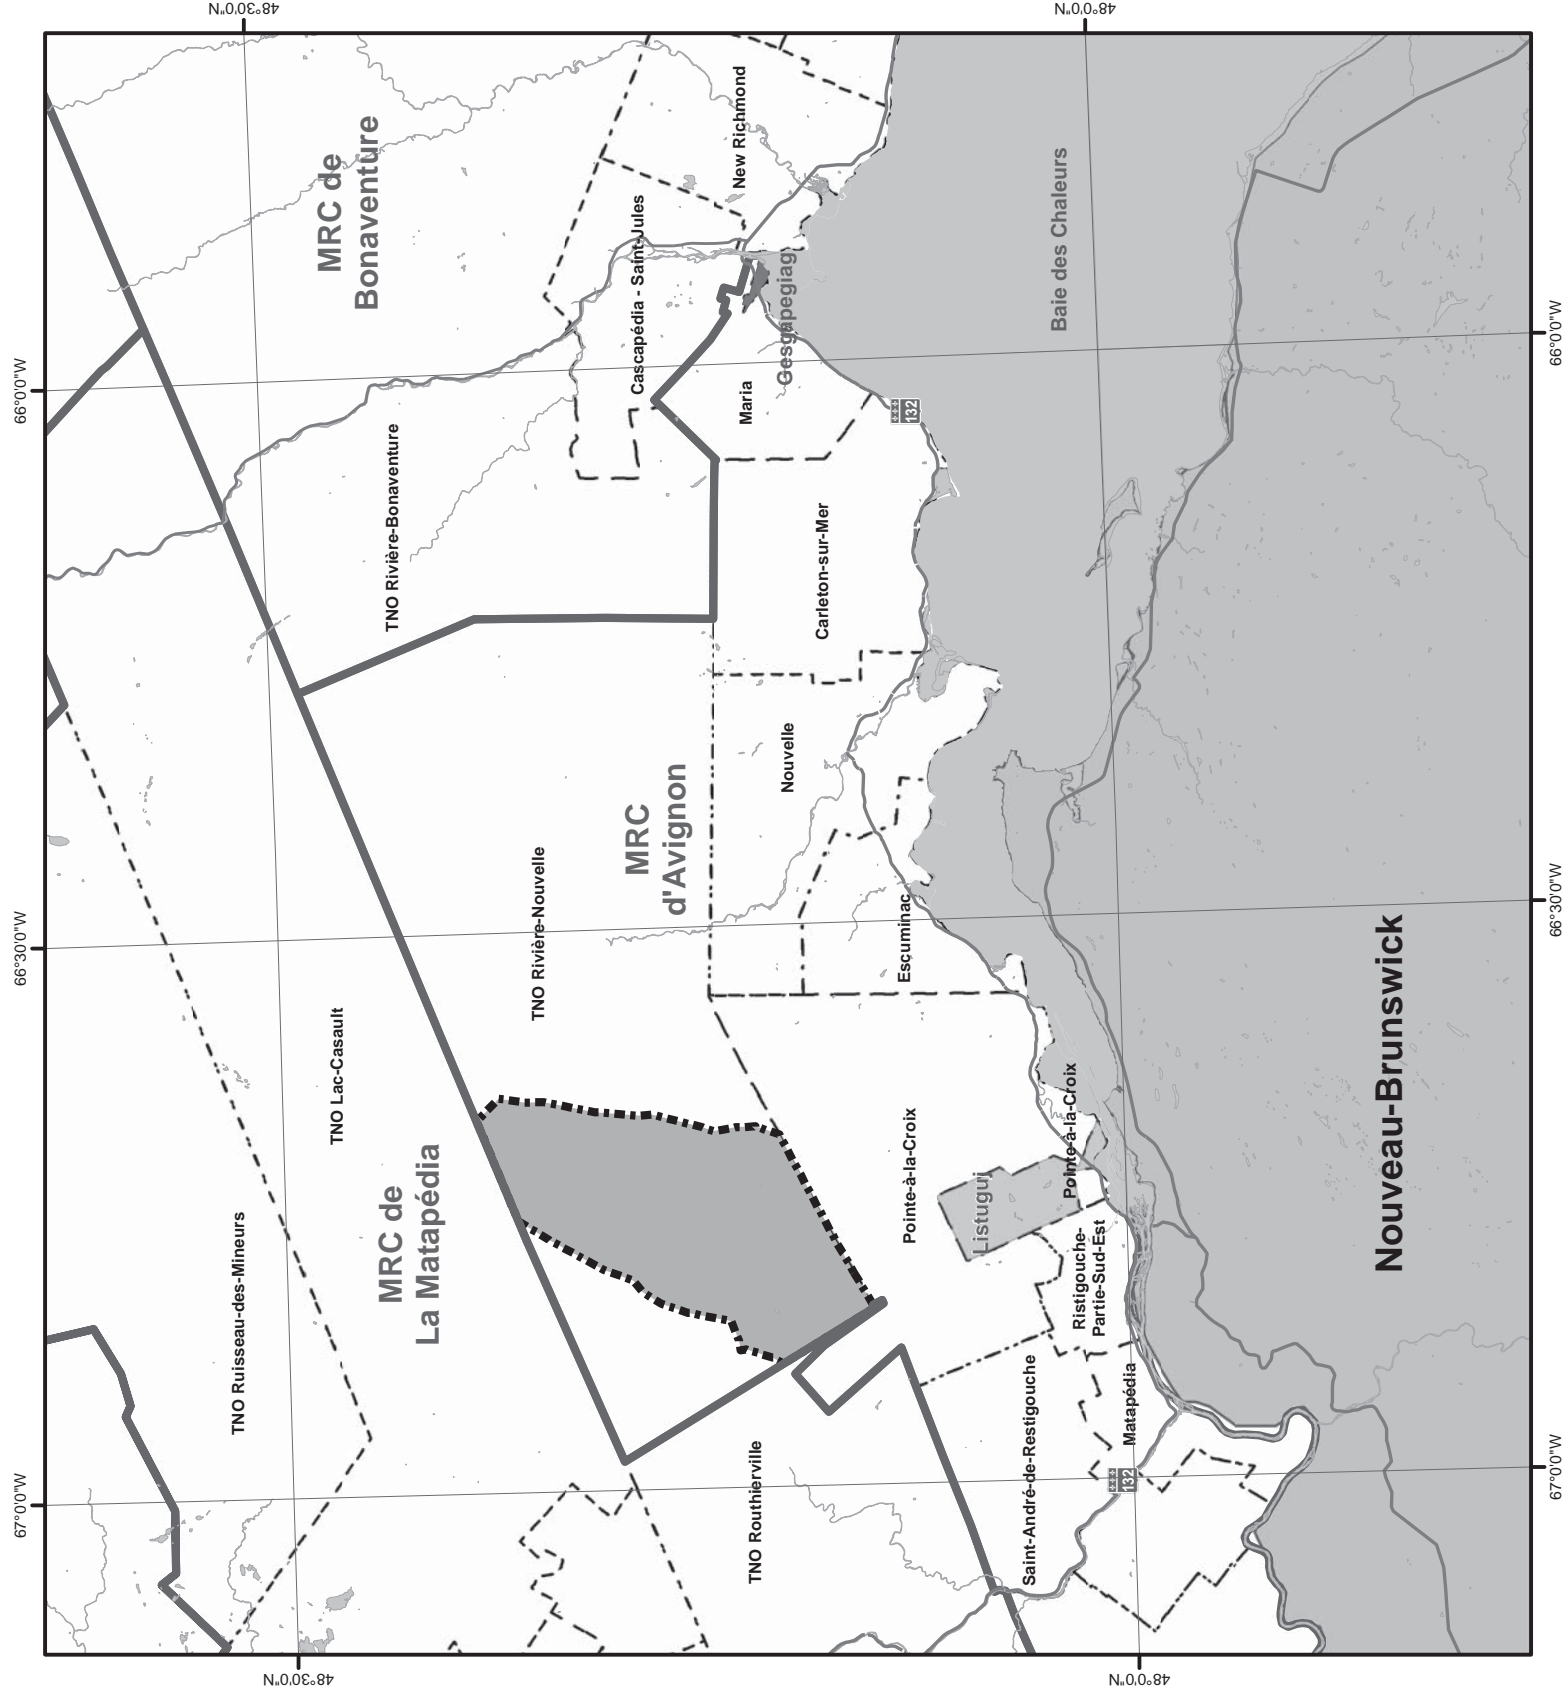 67°0'0"W
66°30'0"W
66°0'0"W
48°30'0"N
48°30'0"N
TNO Ruisseau-des-Mineurs
TNO Lac-Casault
MRC de
Bonaventure
MRC de
La Matapédia
TNO Rivière-Bonaventure
TNO Rivière-Nouvelle
Cascapédia - Saint-Jules
MRC
d'Avignon
New Richmond
Maria
TNO Routhierville
Gesgapegiag
Nouvelle
Carleton-sur-Mer
132
Escuminac
Pointe-à-la-Croix
Listuguj
Saint-André-de-Restigouche
Baie des Chaleurs
Pointe-à-la-Croix
Ristigouche-
Partie-Sud-Est
132
Matapédia
48°0'0"N
48°0'0"N
Nouveau-Brunswick
67°0'0"W
66°30'0"W
66°0'0"W